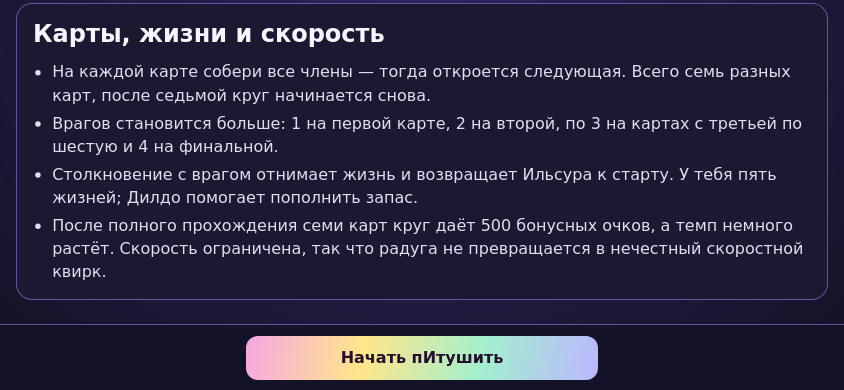 Карты, жизни и скорость
• На каждой карте собери все члены — тогда откроется следующая. Всего семь разных
карт, после седьмой круг начинается снова.
• Врагов становится больше: 1 на первой карте, 2 на второй, по 3 на картах с третьей по
шестую и 4 на финальной.
• Столкновение с врагом отнимает жизнь и возвращает Ильсура к старту. У тебя пять
жизней; Дилдо помогает пополнить запас.
• После полного прохождения семи карт круг даёт 500 бонусных очков, а темп немного
растёт. Скорость ограничена, так что радуга не превращается в нечестный скоростной
квирк.
Начать пИтушить